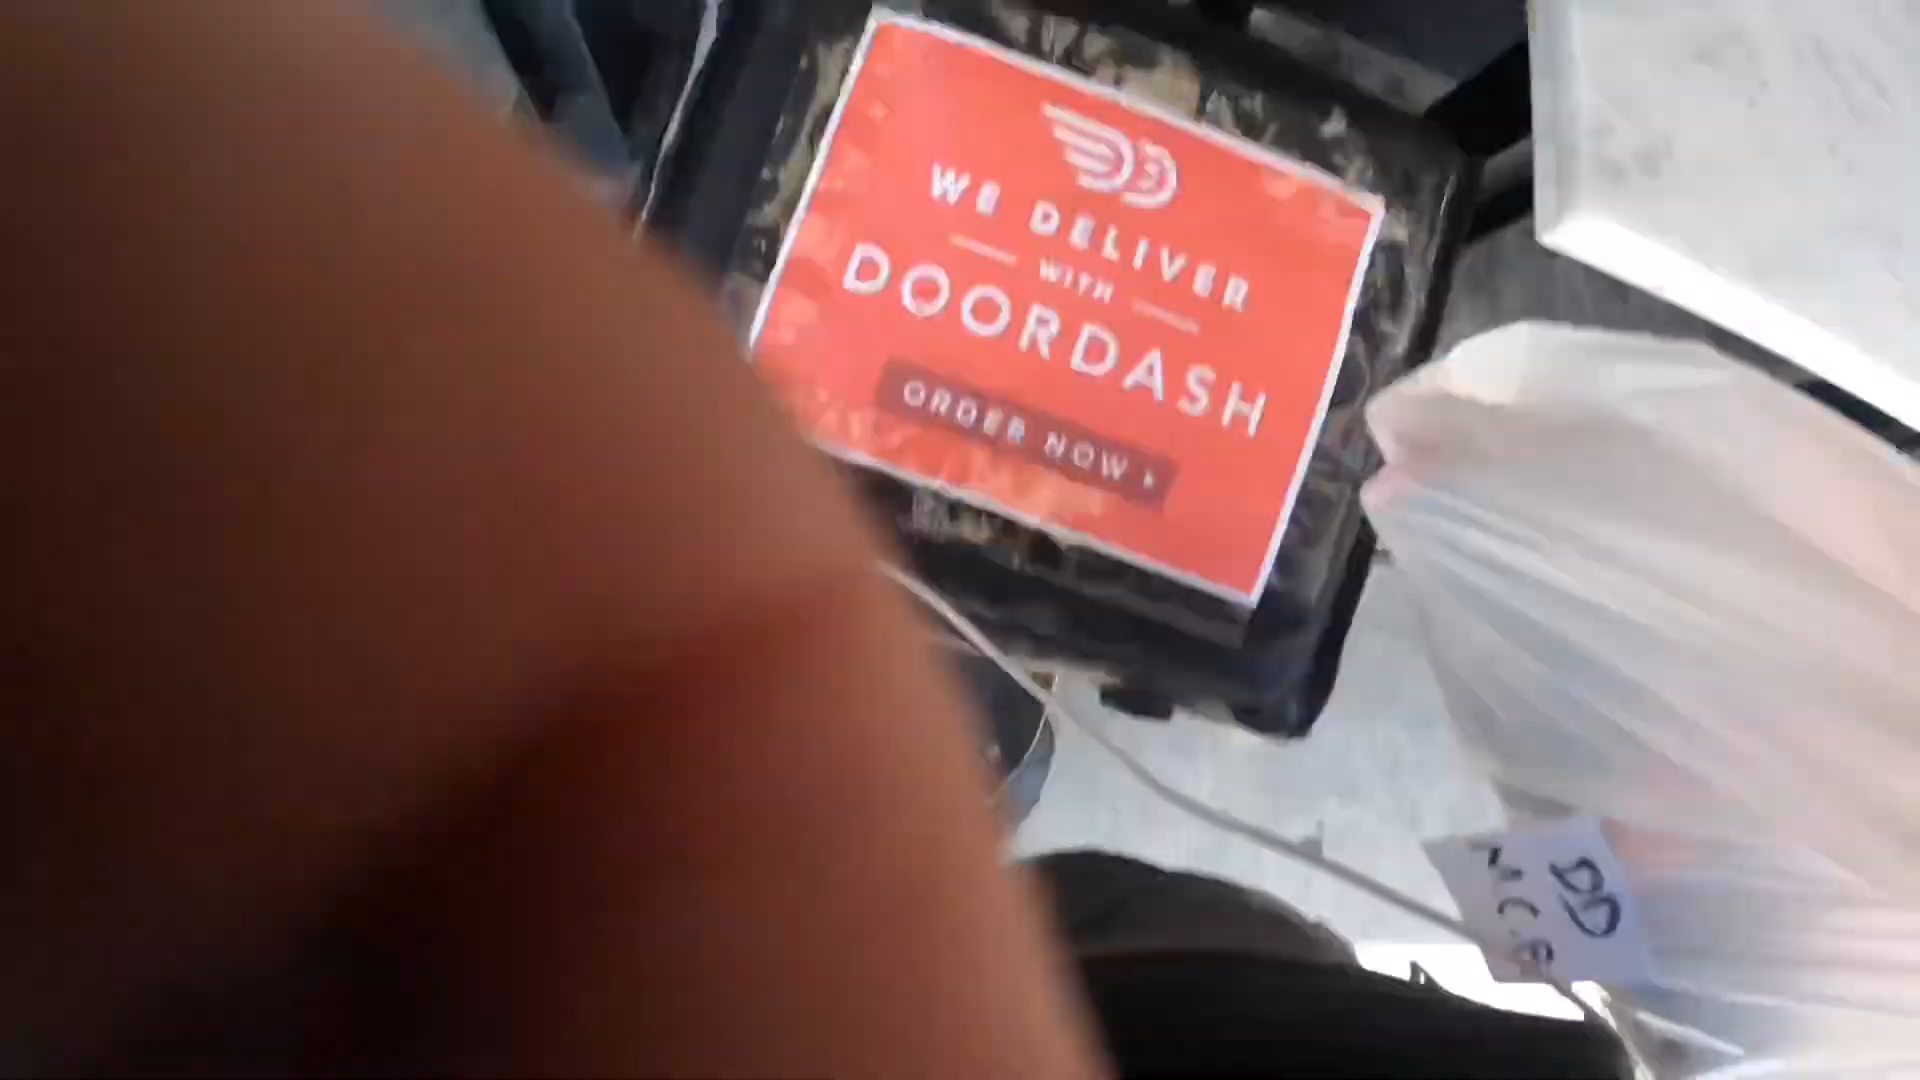 WE DELIVER
WITH
DOORDASH
ORDER NOW ›
DD